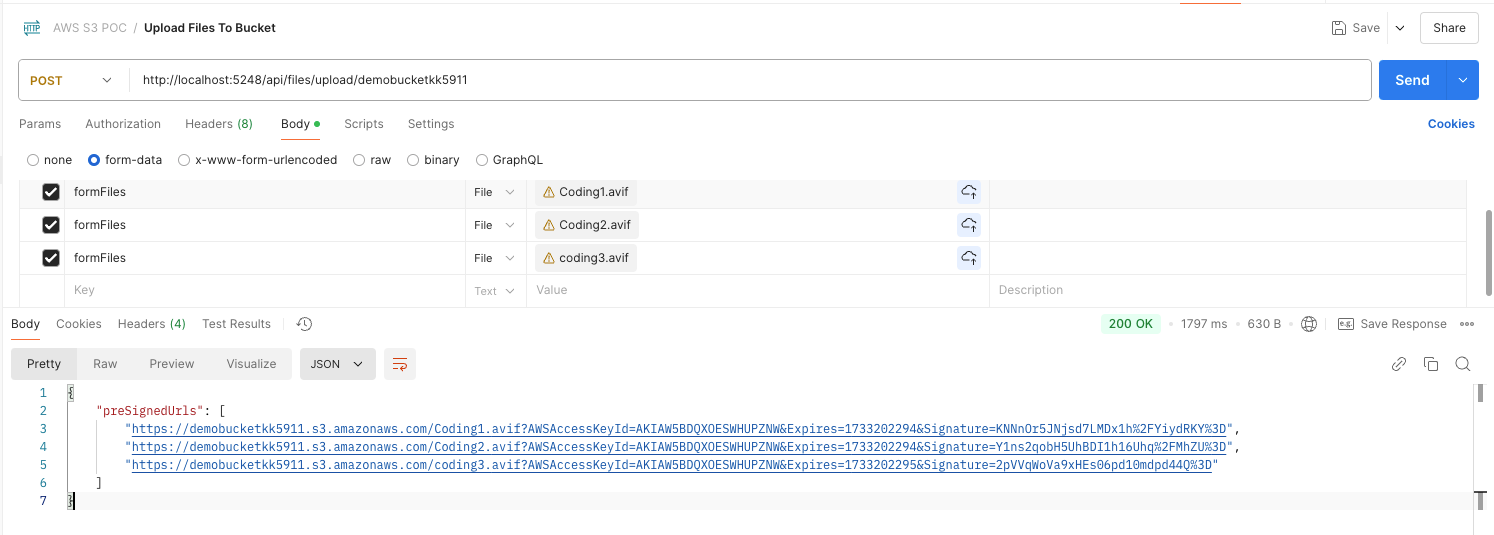 HTTP AWS S3 POC / Upload Files To Bucket Save Share
POST http://localhost:5248/api/files/upload/demobucketkk5911 Send
Params Authorization Headers (8) Body Scripts Settings Cookies
none form-data x-www-form-urlencoded raw binary GraphQL
formFiles File Coding1.avif
formFiles File Coding2.avif
formFiles File coding3.avif
Key Text Value Description
Body Cookies Headers (4) Test Results 200 OK • 1797 ms • 630 B e.g. Save Response
Pretty Raw Preview Visualize JSON
1 {
2 "preSignedUrls": [
3 "https://demobucketkk5911.s3.amazonaws.com/Coding1.avif?AWSAccessKeyId=AKIAW5BDQXOESWHUPZNW&Expires=1733202294&Signature=KNNnOr5JNjsd7LMDx1h%2FYiydRKY%3D",
4 "https://demobucketkk5911.s3.amazonaws.com/Coding2.avif?AWSAccessKeyId=AKIAW5BDQXOESWHUPZNW&Expires=1733202294&Signature=Y1ns2qobH5UhBDI1h16Uhq%2FMhZU%3D",
5 "https://demobucketkk5911.s3.amazonaws.com/coding3.avif?AWSAccessKeyId=AKIAW5BDQXOESWHUPZNW&Expires=1733202295&Signature=2pVVqWoVa9xHEs06pd10mdpd44Q%3D"
6 ]
7 }